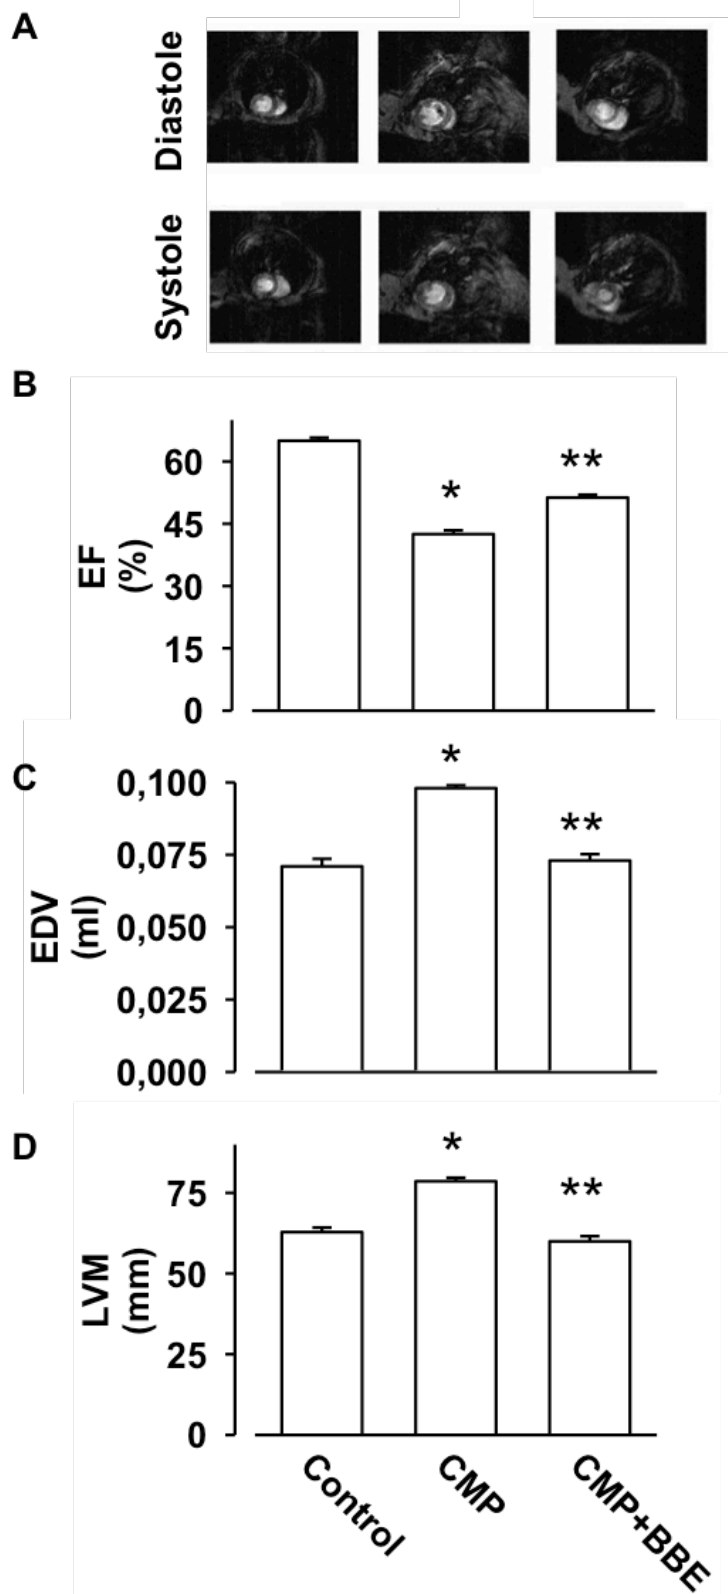 A
Diastole
Systole
B
EF
(%)
60
45
30
15
0
*
**
C
EDV
(ml)
0,100
0,075
0,050
0,025
0,000
*
**
D
LVM
(mm)
75
50
25
0
*
**
Control
CMP
CMP+BBE